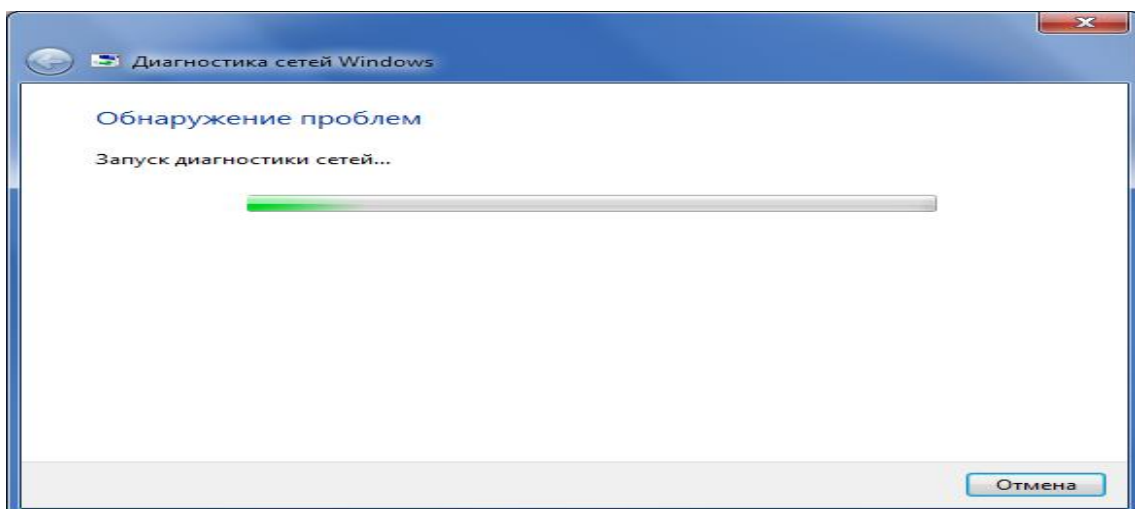 Диагностика сетей Windows
Обнаружение проблем
Запуск диагностики сетей...
Отмена